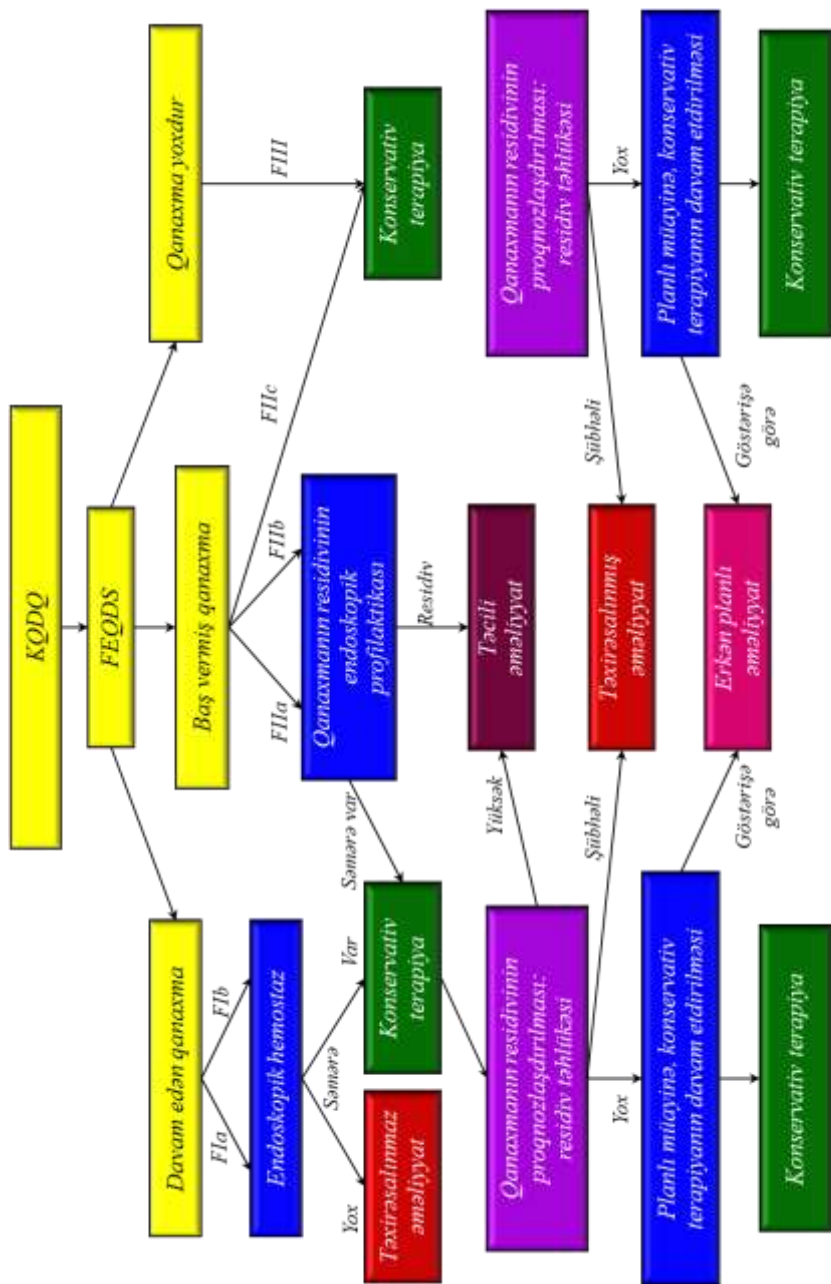 KQDQ
FEQDS
Davam edən qanaxma
Baş vermiş qanaxma
Qanaxma yoxdur
FIa
FIb
FIIa
FIIb
FIIc
FIII
Endoskopik hemostaz
Qanaxmanın residivinin
endoskopik
profilaktikası
Yox
Səmərə
Var
Səmərə var
Residiv
Təxirəsalınmaz
əməliyyat
Konservativ
terapiya
Konservativ
terapiya
Təcili
əməliyyat
Qanaxmanın residivinin
proqnozlaşdırılması:
residiv təhlükəsi
Yüksək
Qanaxmanın residivinin
proqnozlaşdırılması:
residiv təhlükəsi
Yox
Şübhəli
Təxirəsalınmış
əməliyyat
Şübhəli
Yox
Planlı müayinə, konservativ
terapiyanın davam etdirilməsi
Planlı müayinə, konservativ
terapiyanın davam etdirilməsi
Göstərişə
görə
Erkən planlı
əməliyyat
Göstərişə
görə
Konservativ terapiya
Konservativ terapiya